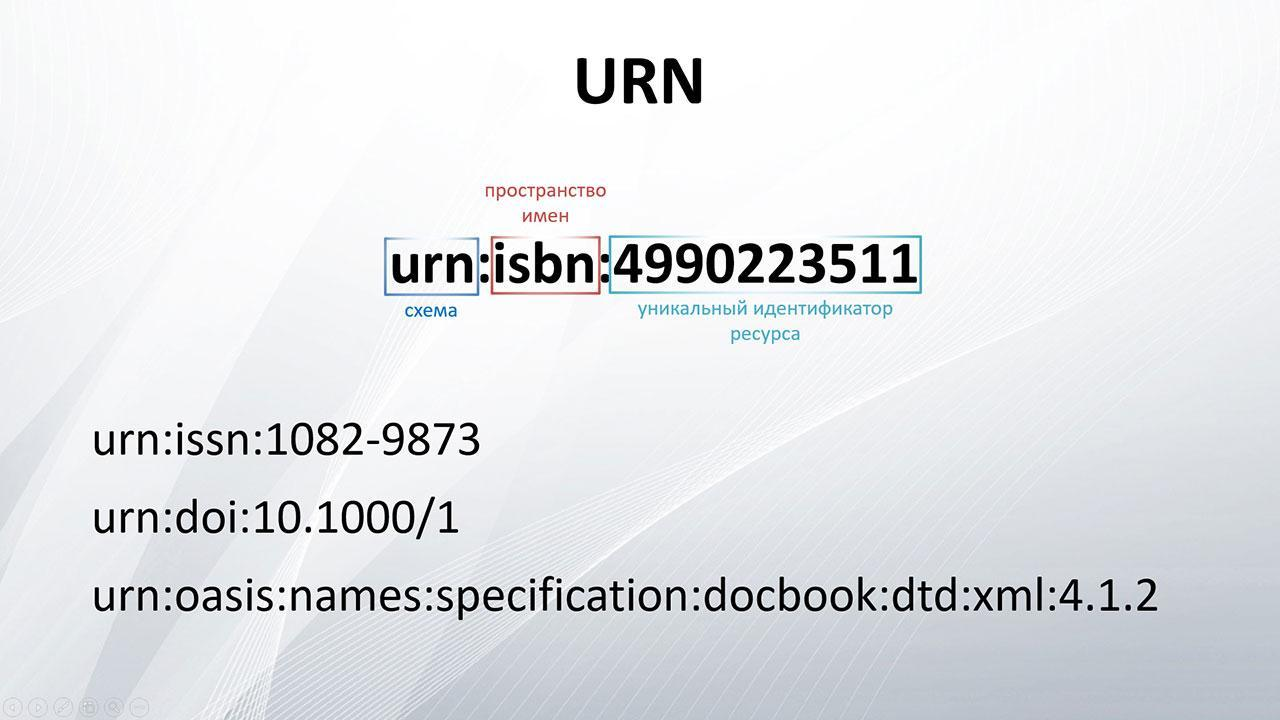 URN
пространство
имен
urn:isbn:4990223511
схема
уникальный идентификатор
ресурса
urn:issn:1082-9873
urn:doi:10.1000/1
urn:oasis:names:specification:docbook:dtd:xml:4.1.2